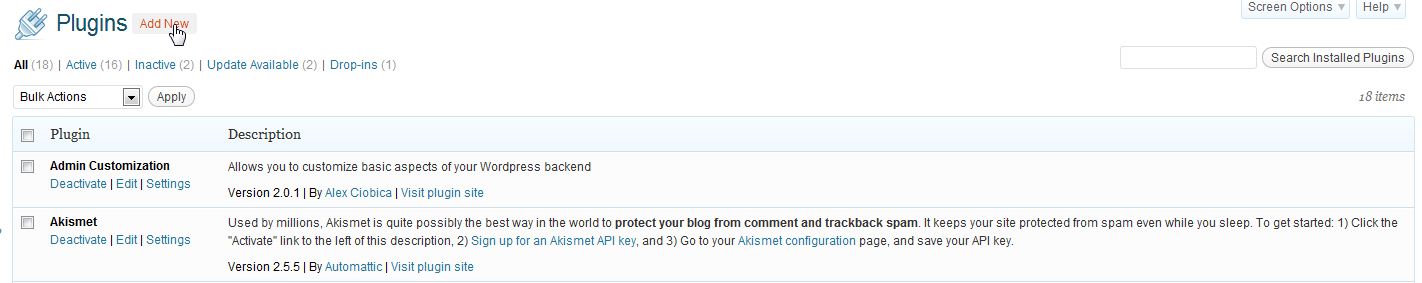 Plugins Add New
Screen Options Help
All (18) | Active (16) | Inactive (2) | Update Available (2) | Drop-ins (1)
Search Installed Plugins
Bulk Actions Apply
18 items
Plugin Description
Admin Customization
Deactivate | Edit | Settings
Allows you to customize basic aspects of your Wordpress backend
Version 2.0.1 | By Alex Ciobica | Visit plugin site
Akismet
Deactivate | Edit | Settings
Used by millions, Akismet is quite possibly the best way in the world to protect your blog from comment and trackback spam. It keeps your site protected from spam even while you sleep. To get started: 1) Click the
"Activate" link to the left of this description, 2) Sign up for an Akismet API key, and 3) Go to your Akismet configuration page, and save your API key.
Version 2.5.5 | By Automattic | Visit plugin site